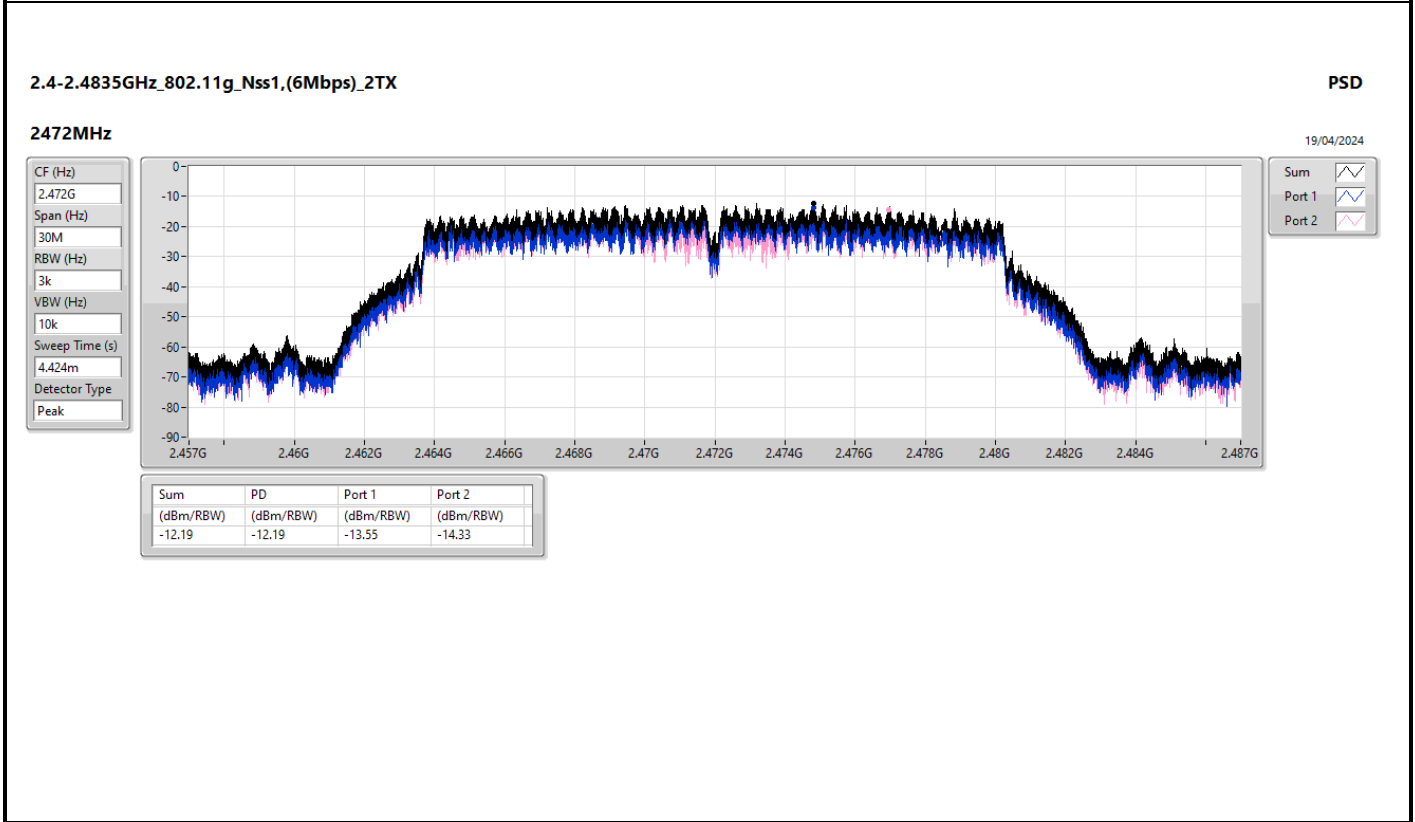 2.4-2.4835GHz_802.11g_Nss1,(6Mbps)_2TX
PSD
2472MHz
19/04/2024
CF (Hz)
2.472G
Span (Hz)
30M
RBW (Hz)
3k
VBW (Hz)
10k
Sweep Time (s)
4.424m
Detector Type
Peak
0-
-10-
-20-
-30-
-40-
-50-
-60-
-70-
-80-
-90-
2.457G 2.46G 2.462G 2.464G 2.466G 2.468G 2.47G 2.472G 2.474G 2.476G 2.478G 2.48G 2.482G 2.484G 2.487G
Sum
Port 1
Port 2
Sum PD Port 1 Port 2
(dBm/RBW) (dBm/RBW) (dBm/RBW) (dBm/RBW)
-12.19 -12.19 -13.55 -14.33